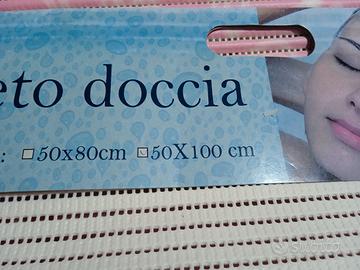 eto doccia
: 50x80cm 50X100 cm